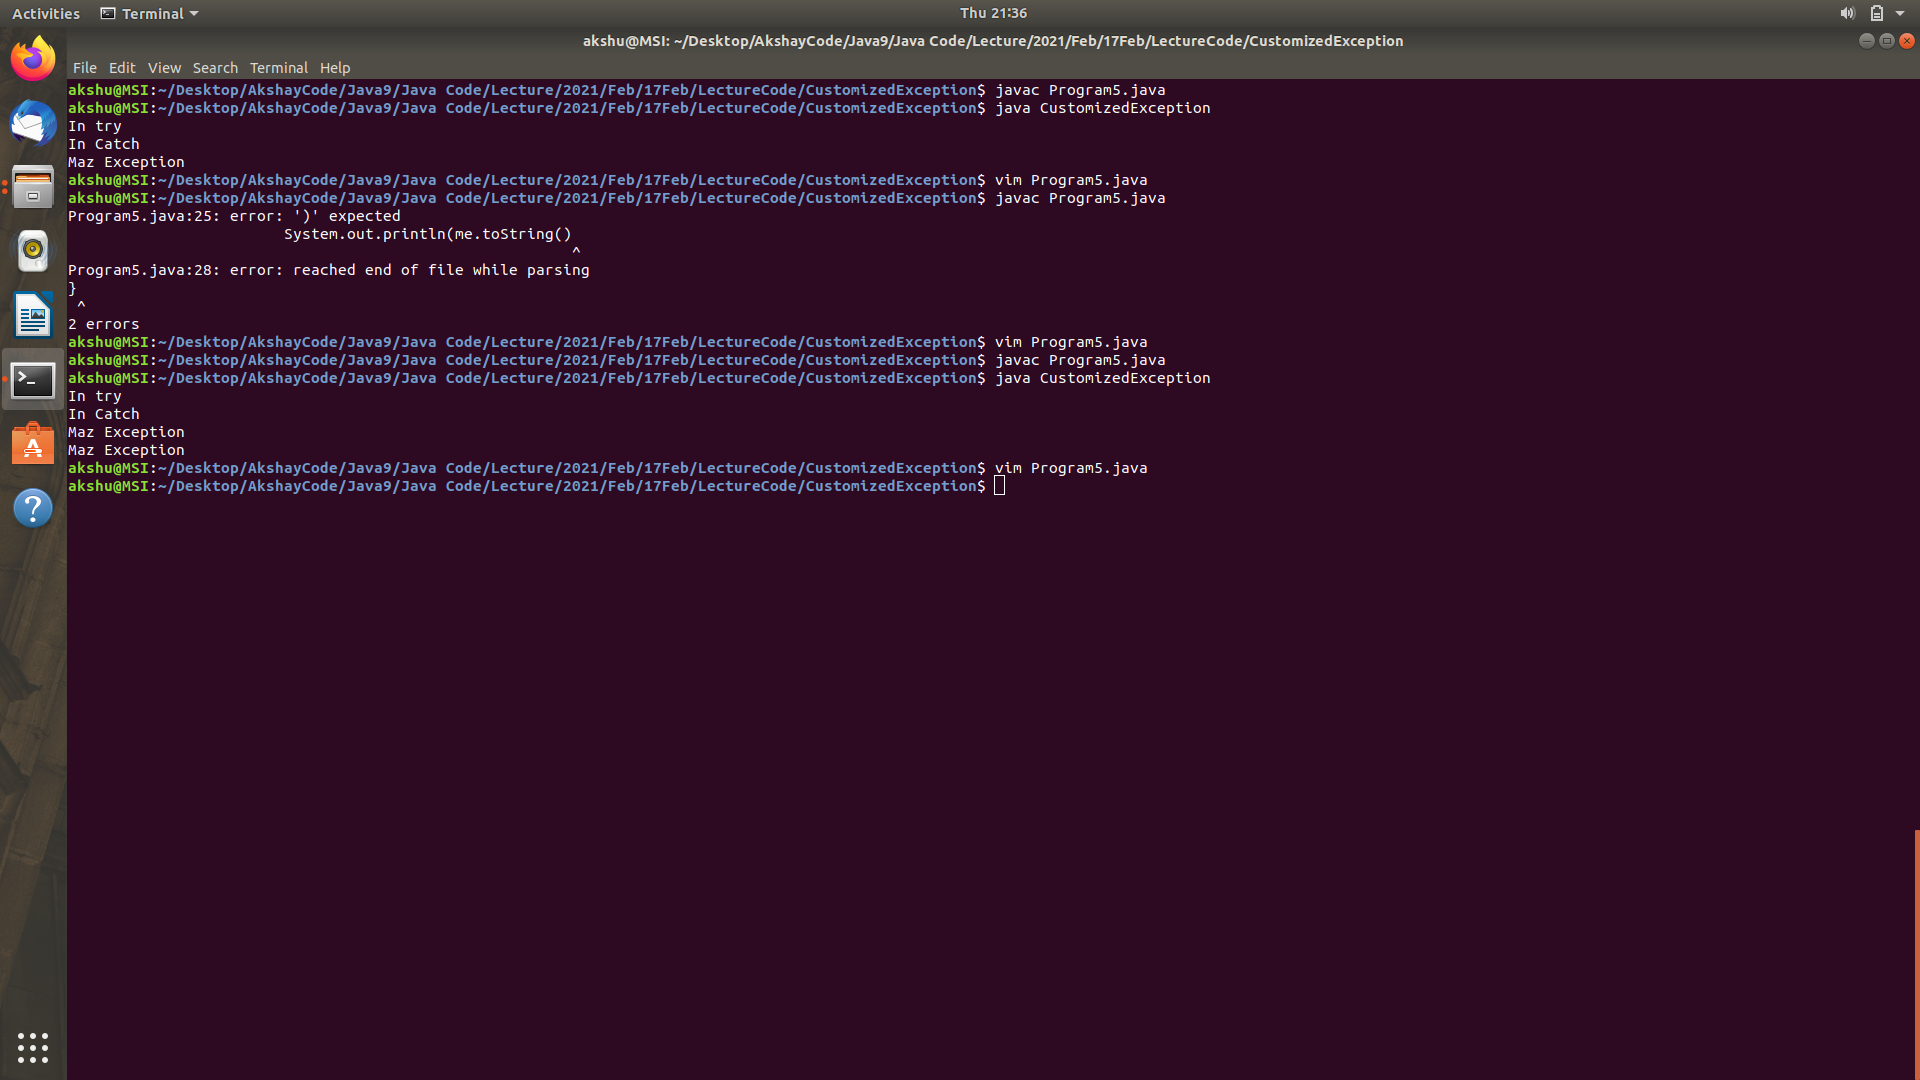 Activities Terminal Thu 21:36
akshu@MSI: ~/Desktop/AkshayCode/Java9/Java Code/Lecture/2021/Feb/17Feb/LectureCode/CustomizedException
File Edit View Search Terminal Help
akshu@MSI:~/Desktop/AkshayCode/Java9/Java Code/Lecture/2021/Feb/17Feb/LectureCode/CustomizedException$ javac Program5.java
akshu@MSI:~/Desktop/AkshayCode/Java9/Java Code/Lecture/2021/Feb/17Feb/LectureCode/CustomizedException$ java CustomizedException
In try
In Catch
Maz Exception
akshu@MSI:~/Desktop/AkshayCode/Java9/Java Code/Lecture/2021/Feb/17Feb/LectureCode/CustomizedException$ vim Program5.java
akshu@MSI:~/Desktop/AkshayCode/Java9/Java Code/Lecture/2021/Feb/17Feb/LectureCode/CustomizedException$ javac Program5.java
Program5.java:25: error: ')' expected
System.out.println(me.toString()
^
Program5.java:28: error: reached end of file while parsing
}
^
2 errors
akshu@MSI:~/Desktop/AkshayCode/Java9/Java Code/Lecture/2021/Feb/17Feb/LectureCode/CustomizedException$ vim Program5.java
akshu@MSI:~/Desktop/AkshayCode/Java9/Java Code/Lecture/2021/Feb/17Feb/LectureCode/CustomizedException$ javac Program5.java
akshu@MSI:~/Desktop/AkshayCode/Java9/Java Code/Lecture/2021/Feb/17Feb/LectureCode/CustomizedException$ java CustomizedException
In try
In Catch
Maz Exception
Maz Exception
akshu@MSI:~/Desktop/AkshayCode/Java9/Java Code/Lecture/2021/Feb/17Feb/LectureCode/CustomizedException$ vim Program5.java
akshu@MSI:~/Desktop/AkshayCode/Java9/Java Code/Lecture/2021/Feb/17Feb/LectureCode/CustomizedException$